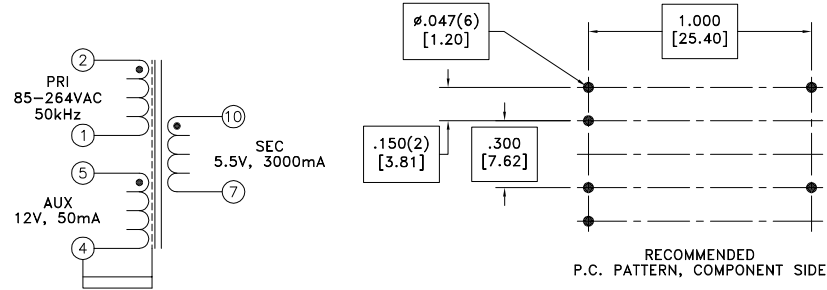 2
PRI
85-264VAC
50kHz
1
5
AUX
12V, 50mA
4
10
SEC
5.5V, 3000mA
7
ø.047(6)
[1.20]
1.000
[25.40]
.150(2)
[3.81]
.300
[7.62]
RECOMMENDED
P.C. PATTERN, COMPONENT SIDE